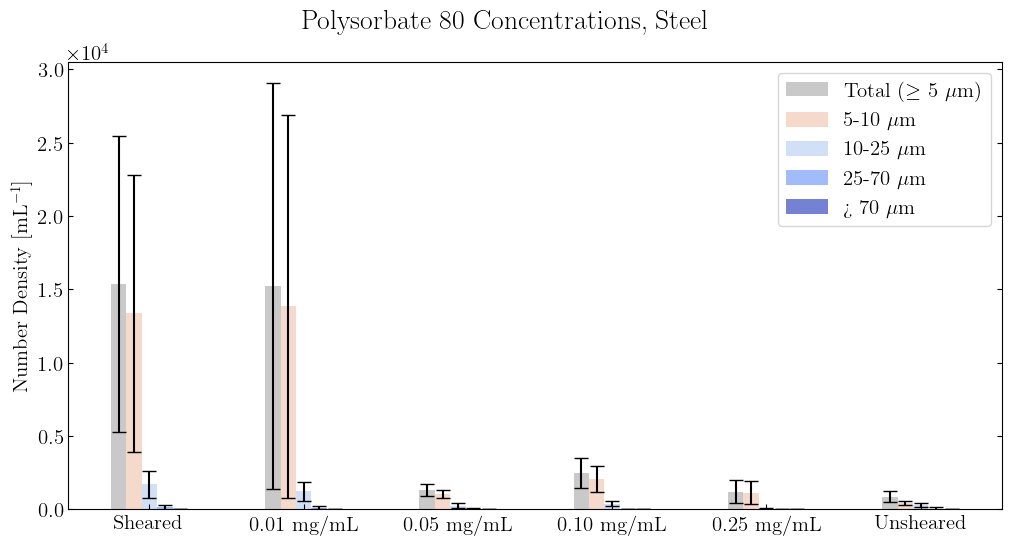 Polysorbate 80 Concentrations, Steel
×10⁴
3.0
2.5
2.0
1.5
1.0
0.5
0.0
Number Density [mL⁻¹]
Total (≥ 5 μm)
5-10 μm
10-25 μm
25-70 μm
¿ 70 μm
Sheared
0.01 mg/mL
0.05 mg/mL
0.10 mg/mL
0.25 mg/mL
Unsheared